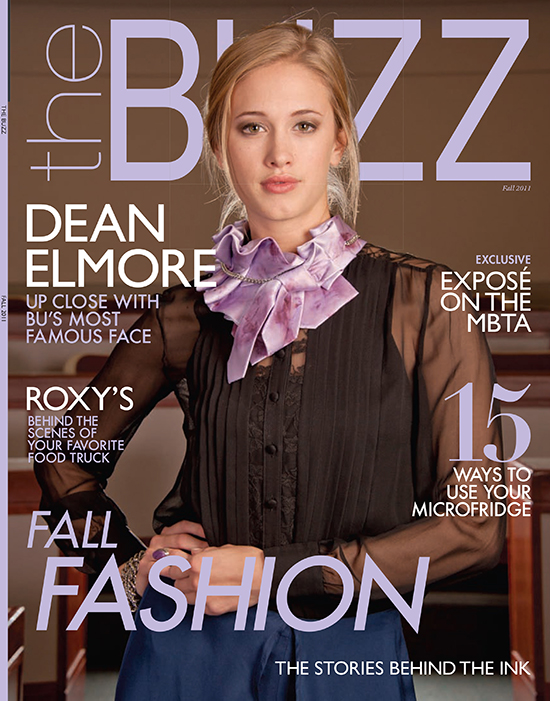 the BUZZ
Fall 2011
THE BUZZ
FALL 2011
DEAN
ELMORE
UP CLOSE WITH
BU'S MOST
FAMOUS FACE
EXCLUSIVE
EXPOSÉ
ON THE
MBTA
ROXY'S
BEHIND THE
SCENES OF
YOUR FAVORITE
FOOD TRUCK
15
WAYS TO
USE YOUR
MICROFRIDGE
FALL
FASHION
THE STORIES BEHIND THE INK